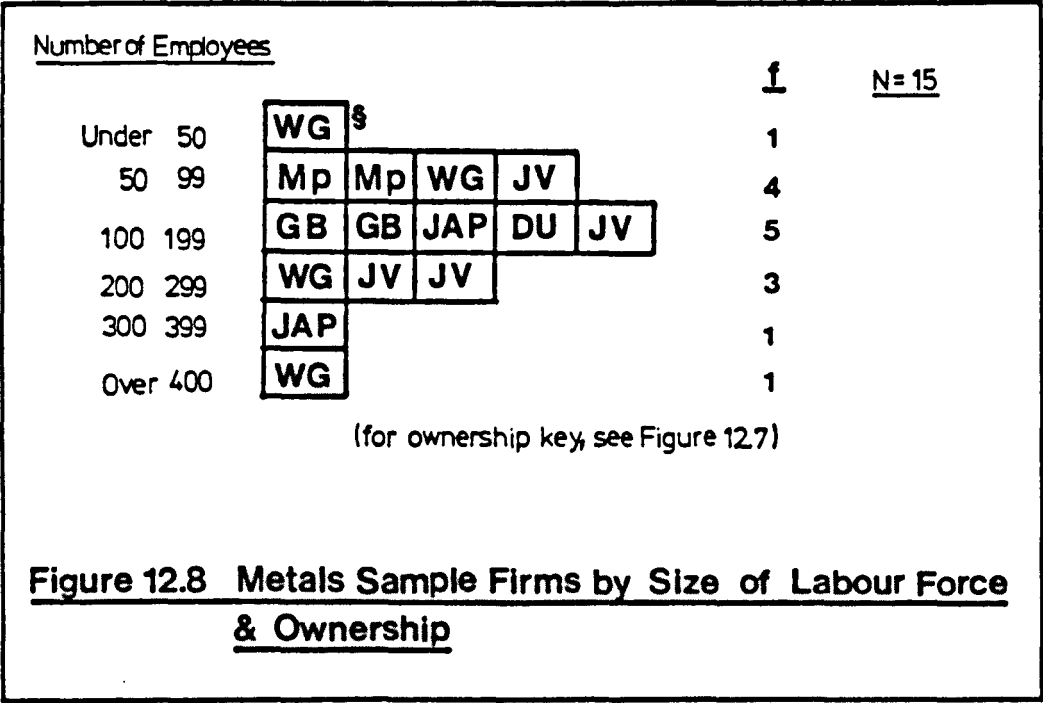 Number of Employees
f N= 15
Under 50 WG § 1
50 99 Mp Mp WG JV 4
100 199 GB GB JAP DU JV 5
200 299 WG JV JV 3
300 399 JAP 1
Over 400 WG 1
(for ownership key, see Figure 12.7)
Figure 12.8 Metals Sample Firms by Size of Labour Force
& Ownership